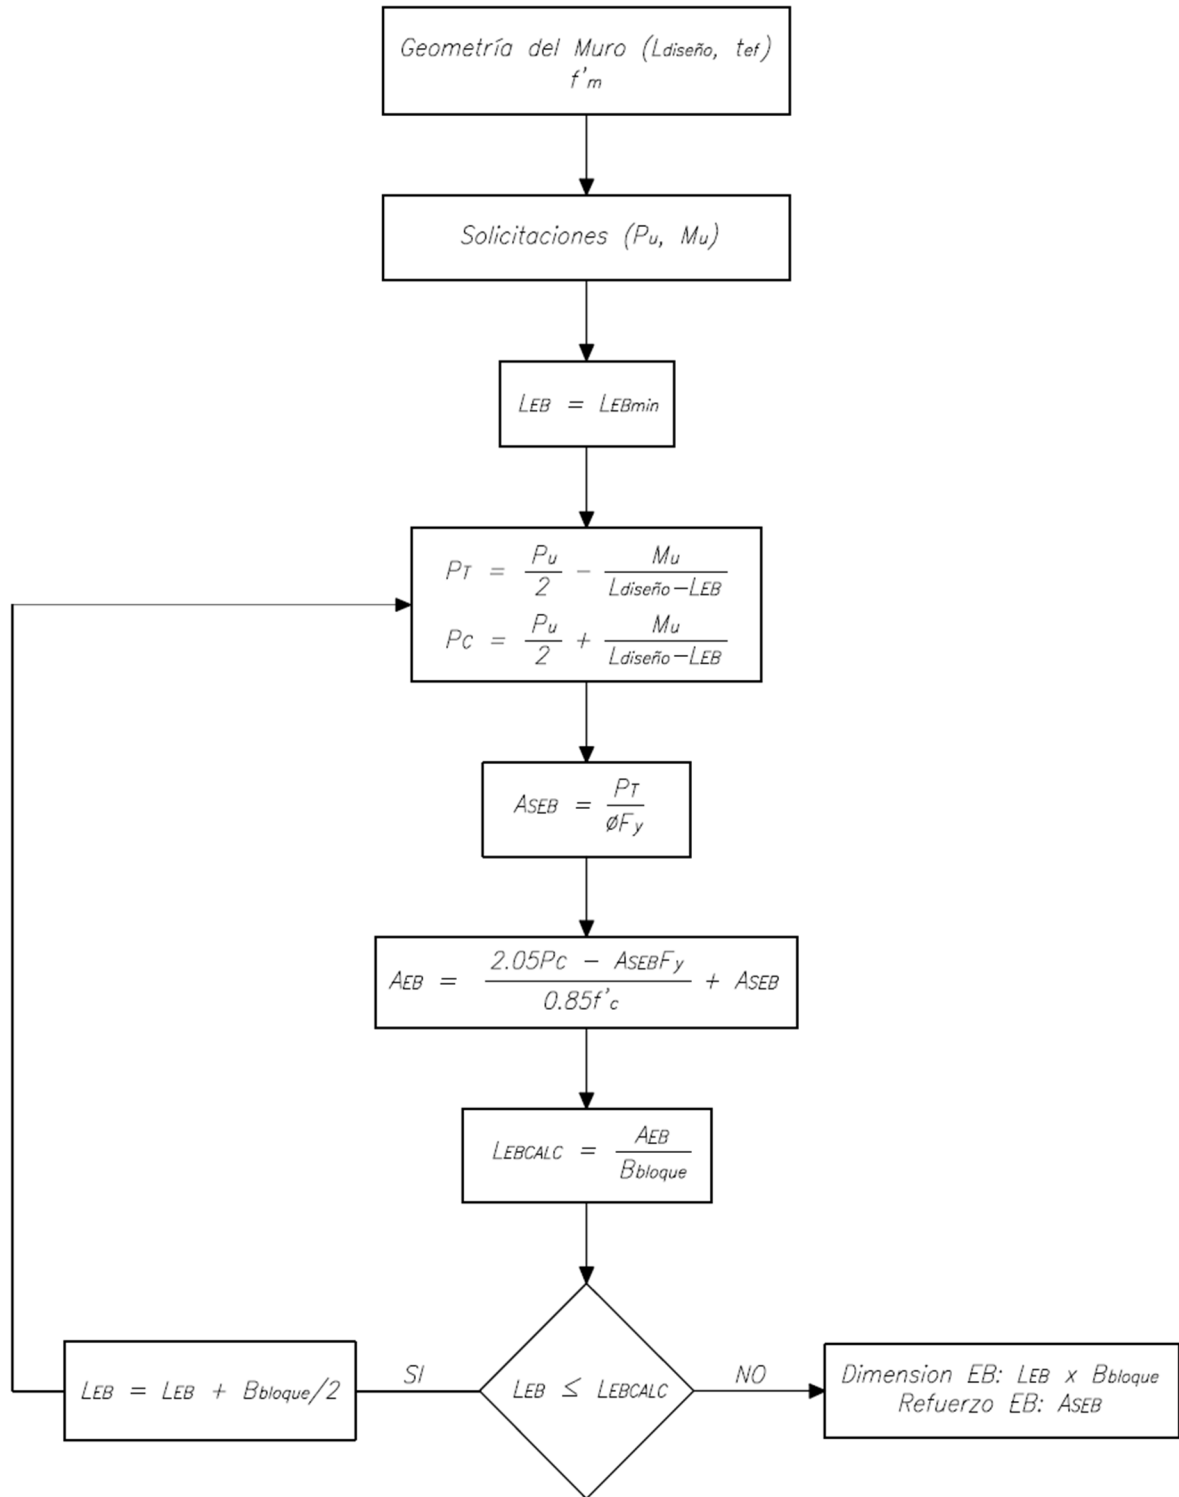 Geometría del Muro (Ldiseño, tef)
f'm
Solicitaciones (Pu, Mu)
LEB = LEBmin
PT = Pu/2 - Mu/(Ldiseño-LEB)
PC = Pu/2 + Mu/(Ldiseño-LEB)
ASEB = PT/ØFy
AEB = (2.05PC - ASEBFy)/0.85f'c + ASEB
LEBCALC = AEB/Bbloque
LEB = LEB + Bbloque/2
SI
LEB ≤ LEBCALC
NO
Dimension EB: LEB x Bbloque
Refuerzo EB: ASEB